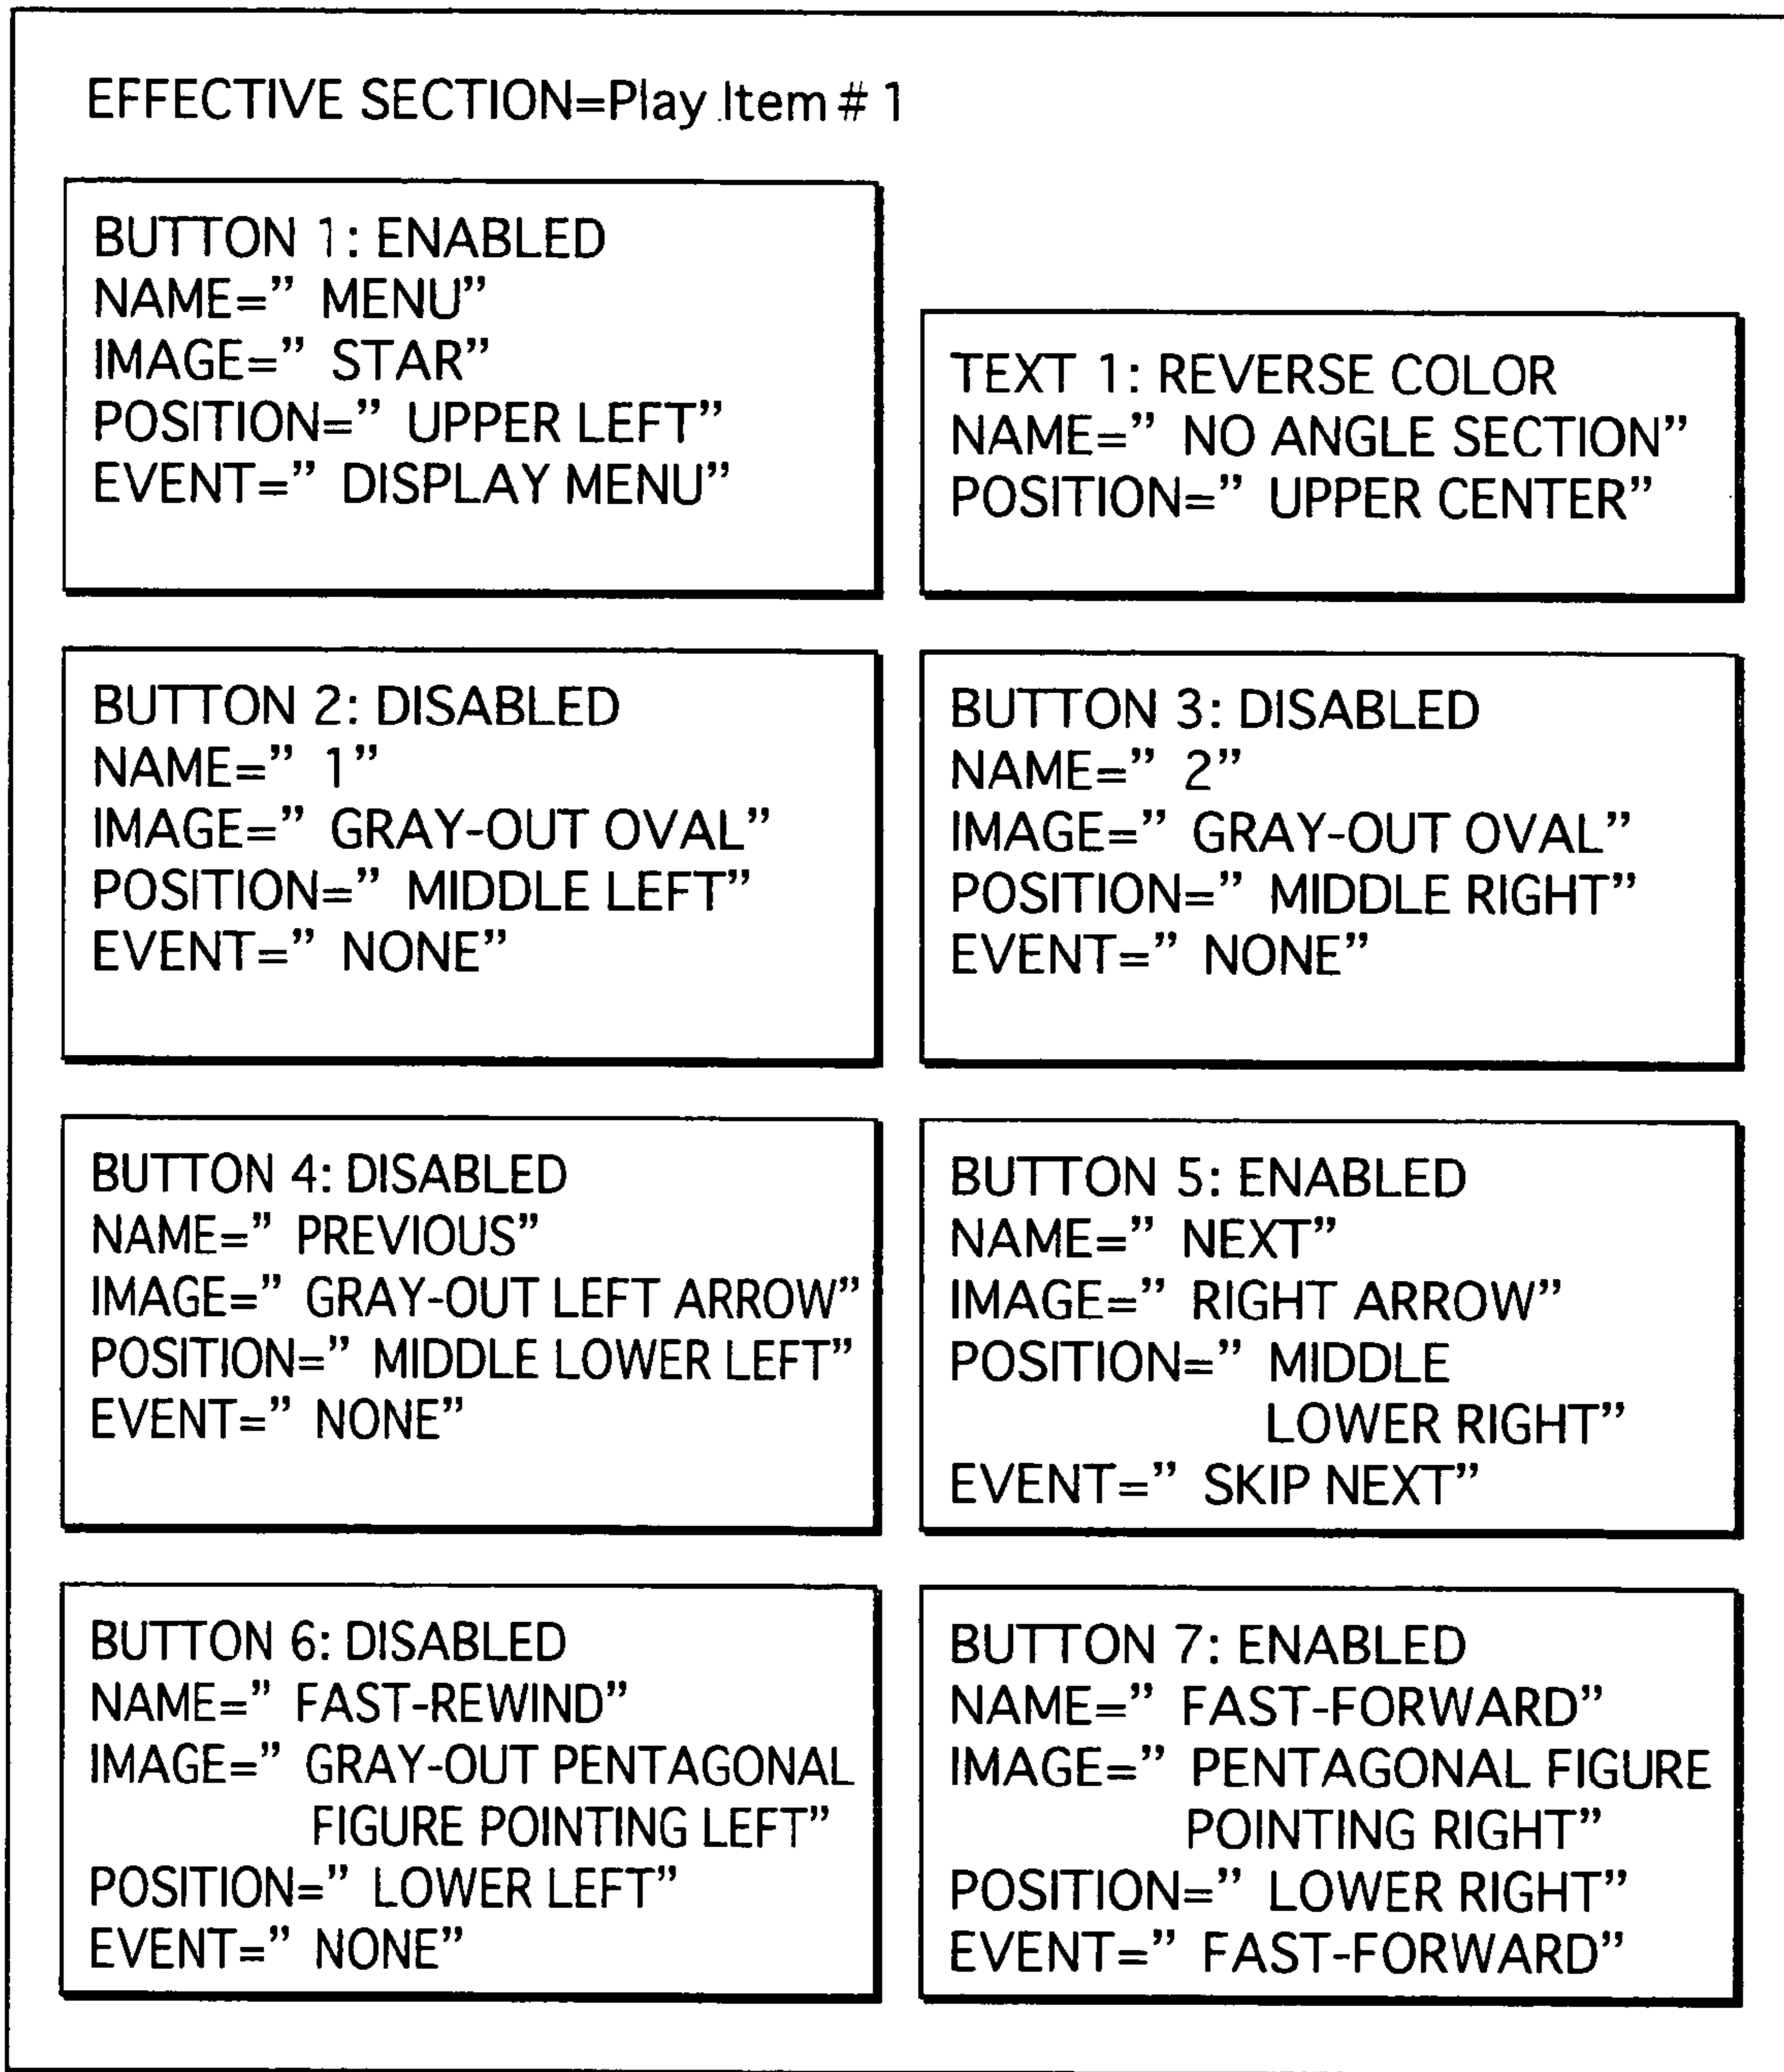 EFFECTIVE SECTION=Play Item # 1
BUTTON 1: ENABLED
NAME=” MENU”
IMAGE=” STAR”
POSITION=” UPPER LEFT”
EVENT=” DISPLAY MENU”
TEXT 1: REVERSE COLOR
NAME=” NO ANGLE SECTION”
POSITION=” UPPER CENTER”
BUTTON 2: DISABLED
NAME=” 1”
IMAGE=” GRAY-OUT OVAL”
POSITION=” MIDDLE LEFT”
EVENT=” NONE”
BUTTON 3: DISABLED
NAME=” 2”
IMAGE=” GRAY-OUT OVAL”
POSITION=” MIDDLE RIGHT”
EVENT=” NONE”
BUTTON 4: DISABLED
NAME=” PREVIOUS”
IMAGE=” GRAY-OUT LEFT ARROW”
POSITION=” MIDDLE LOWER LEFT”
EVENT=” NONE”
BUTTON 5: ENABLED
NAME=” NEXT”
IMAGE=” RIGHT ARROW”
POSITION=” MIDDLE
LOWER RIGHT”
EVENT=” SKIP NEXT”
BUTTON 6: DISABLED
NAME=” FAST-REWIND”
IMAGE=” GRAY-OUT PENTAGONAL
FIGURE POINTING LEFT”
POSITION=” LOWER LEFT”
EVENT=” NONE”
BUTTON 7: ENABLED
NAME=” FAST-FORWARD”
IMAGE=” PENTAGONAL FIGURE
POINTING RIGHT”
POSITION=” LOWER RIGHT”
EVENT=” FAST-FORWARD”